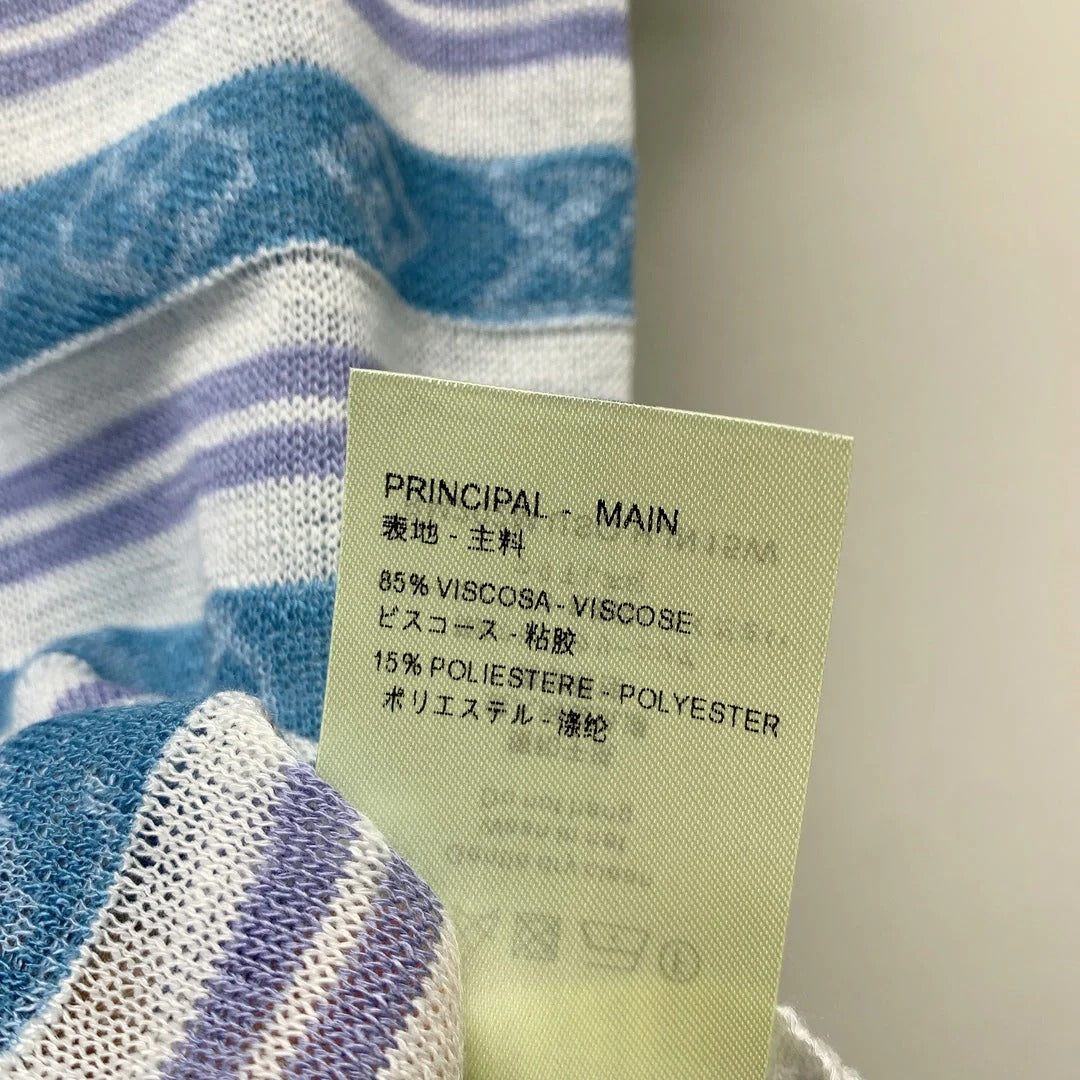 PRINCIPAL - MAIN
表地 - 主料
85% VISCOSA - VISCOSE
ビスコース - 粘胶
15% POLIESTERE - POLYESTER
ポリエステル - 涤纶